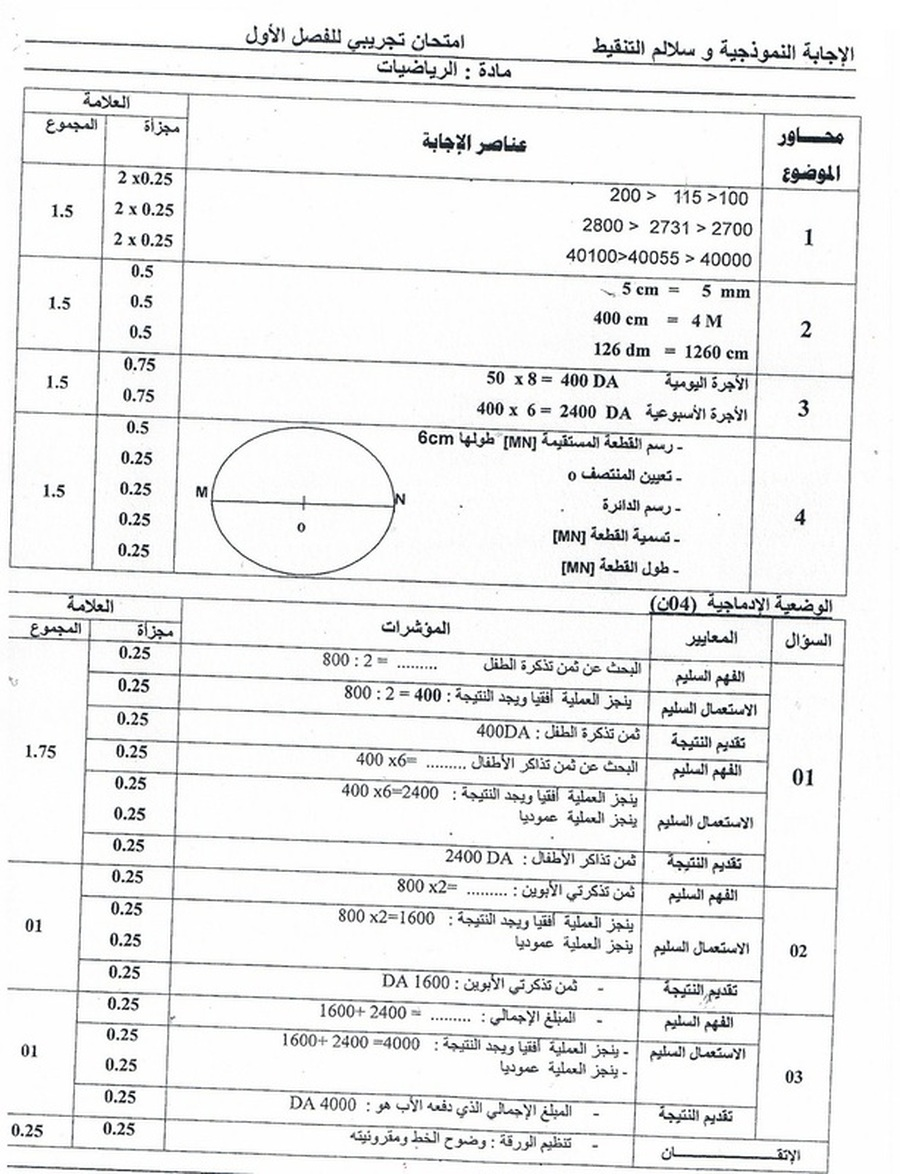 الإجابة النموذجية و سلالم التنقيط امتحان تجريبي للفصل الأول
مادة : الرياضيات
محـــاور الموضوع عناصر الإجابة العلامة
مجزأة المجموع
1 200 > 115 >100 2 x0.25 1.5
2800 > 2731 > 2700 2 x 0.25
40100>40055 > 40000 2 x 0.25
2 5 cm = 5 mm 0.5 1.5
400 cm = 4 M 0.5
126 dm = 1260 cm 0.5
3 الأجرة اليومية 50 x 8 = 400 DA 0.75 1.5
الأجرة الأسبوعية 400 x 6 = 2400 DA 0.75
4 - رسم القطعة المستقيمة [MN] طولها 6cm 0.5 1.5
- تعيين المنتصف o 0.25
- رسم الدائرة 0.25
- تسمية القطعة [MN] 0.25
- طول القطعة [MN] 0.25
M N
o
الوضعية الإدماجية (04ن)
السؤال المعايير المؤشرات العلامة
مجزأة المجموع
01 الفهم السليم البحث عن ثمن تذكرة الطفل ......... = 2 : 800 0.25 1.75
الاستعمال السليم ينجز العملية أفقيا ويجد النتيجة : 400 = 2 : 800 0.25
تقديم النتيجة ثمن تذكرة الطفل : 400DA 0.25
الفهم السليم البحث عن ثمن تذاكر الأطفال ......... =400 x6 0.25
الاستعمال السليم ينجز العملية أفقيا ويجد النتيجة : 400 x6=2400 0.25
ينجز العملية عموديا 0.25
تقديم النتيجة ثمن تذاكر الأطفال : 2400 DA 0.25
02 الفهم السليم ثمن تذكرتي الأبوين : ......... =800 x2 0.25 01
الاستعمال السليم ينجز العملية أفقيا ويجد النتيجة : 800 x2=1600 0.25
ينجز العملية عموديا 0.25
تقديم النتيجة - ثمن تذكرتي الأبوين : 1600 DA 0.25
03 الفهم السليم - المبلغ الإجمالي : ......... = 2400 +1600 0.25 01
الاستعمال السليم - ينجز العملية أفقيا ويجد النتيجة : 1600+ 2400 =4000 0.25
- ينجز العملية عموديا 0.25
تقديم النتيجة - المبلغ الإجمالي الذي دفعه الأب هو : 4000 DA 0.25
الإتقـــــــــــــان - تنظيم الورقة : وضوح الخط ومقروئيته 0.25 0.25